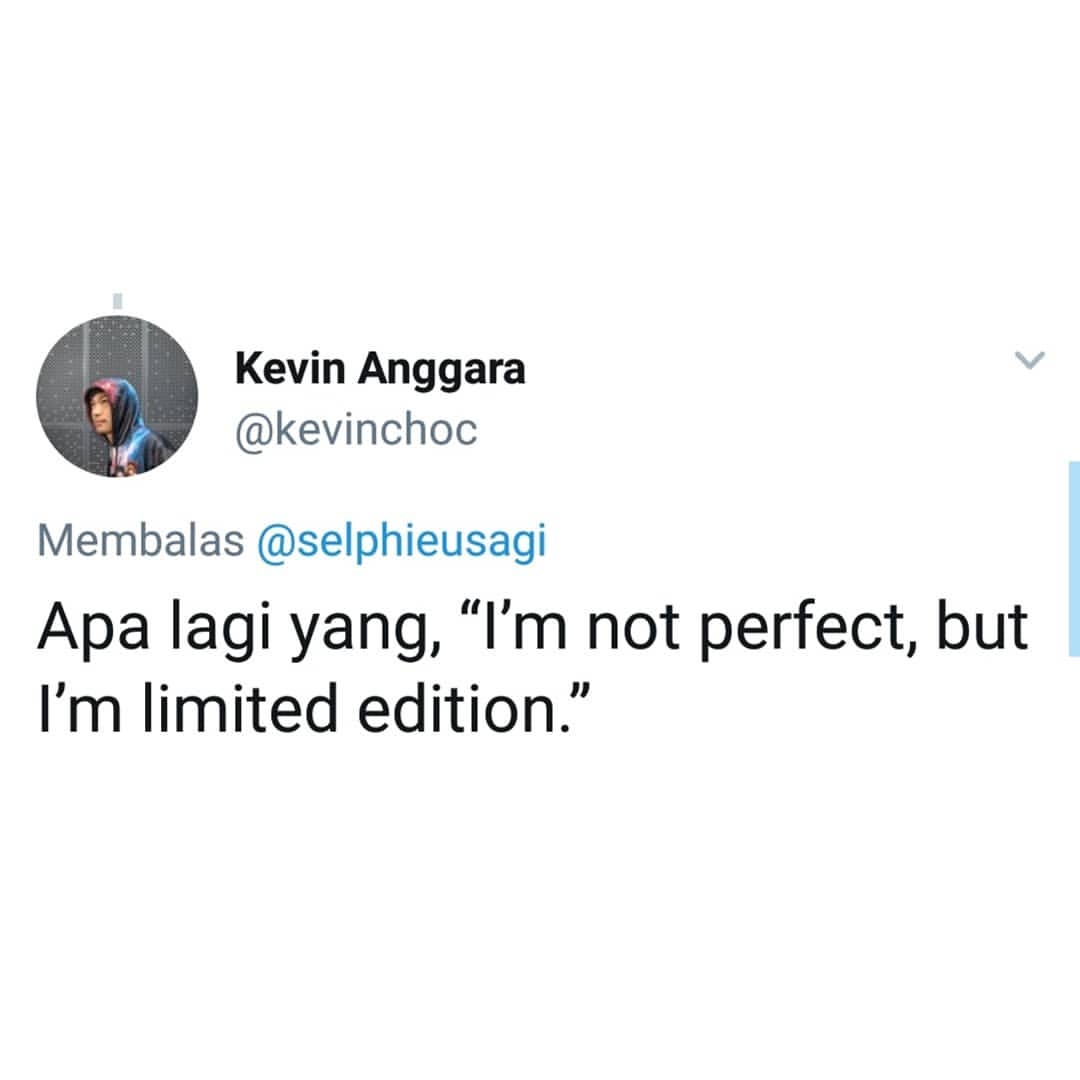 Kevin Anggara
@kevinchoc
Membalas @selphieusagi
Apa lagi yang, “I’m not perfect, but
I’m limited edition.”